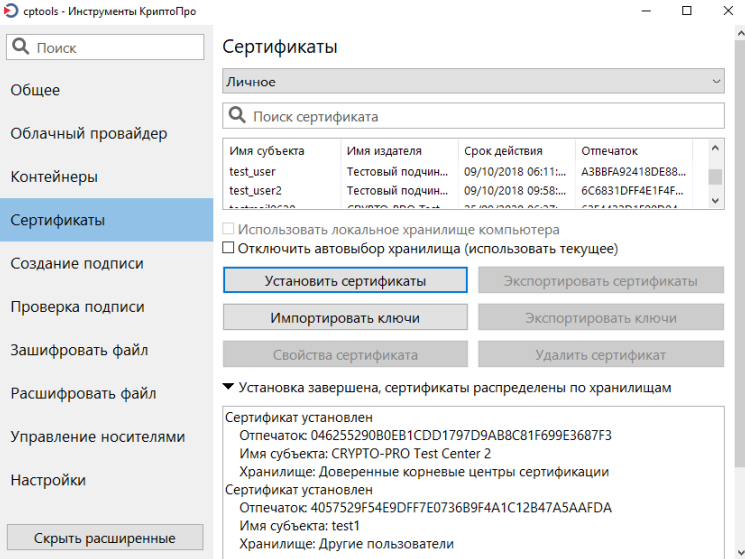 cptools - Инструменты КриптоПро
Поиск
Общее
Облачный провайдер
Контейнеры
Сертификаты
Создание подписи
Проверка подписи
Зашифровать файл
Расшифровать файл
Управление носителями
Настройки
Скрыть расширенные
Сертификаты
Личное
Поиск сертификата
Имя субъекта Имя издателя Срок действия Отпечаток
test_user Тестовый подчин... 09/10/2018 06:11:... A3BBFA92418DE88...
test_user2 Тестовый подчин... 09/10/2018 09:58:... 6C6831DFF4E1F4F...
Использовать локальное хранилище компьютера
Отключить автовыбор хранилища (использовать текущее)
Установить сертификаты Экспортировать сертификаты
Импортировать ключи Экспортировать ключи
Свойства сертификата Удалить сертификат
Установка завершена, сертификаты распределены по хранилищам
Сертификат установлен
Отпечаток: 046255290B0EB1CDD1797D9AB8C81F699E3687F3
Имя субъекта: CRYPTO-PRO Test Center 2
Хранилище: Доверенные корневые центры сертификации
Сертификат установлен
Отпечаток: 4057529F54E9DFF7E0736B9F4A1C12B47A5AAFDA
Имя субъекта: test1
Хранилище: Другие пользователи